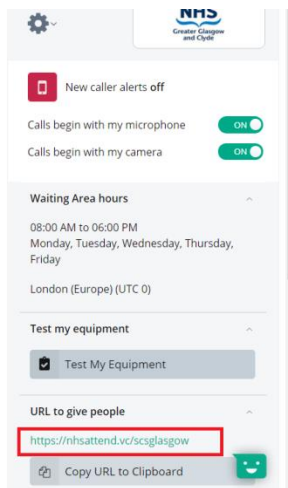 NHS
Greater Glasgow
and Clyde
New caller alerts off
Calls begin with my microphone ON
Calls begin with my camera ON
Waiting Area hours
08:00 AM to 06:00 PM
Monday, Tuesday, Wednesday, Thursday,
Friday
London (Europe) (UTC 0)
Test my equipment
Test My Equipment
URL to give people
https://nhsattend.vc/scsglasgow
Copy URL to Clipboard